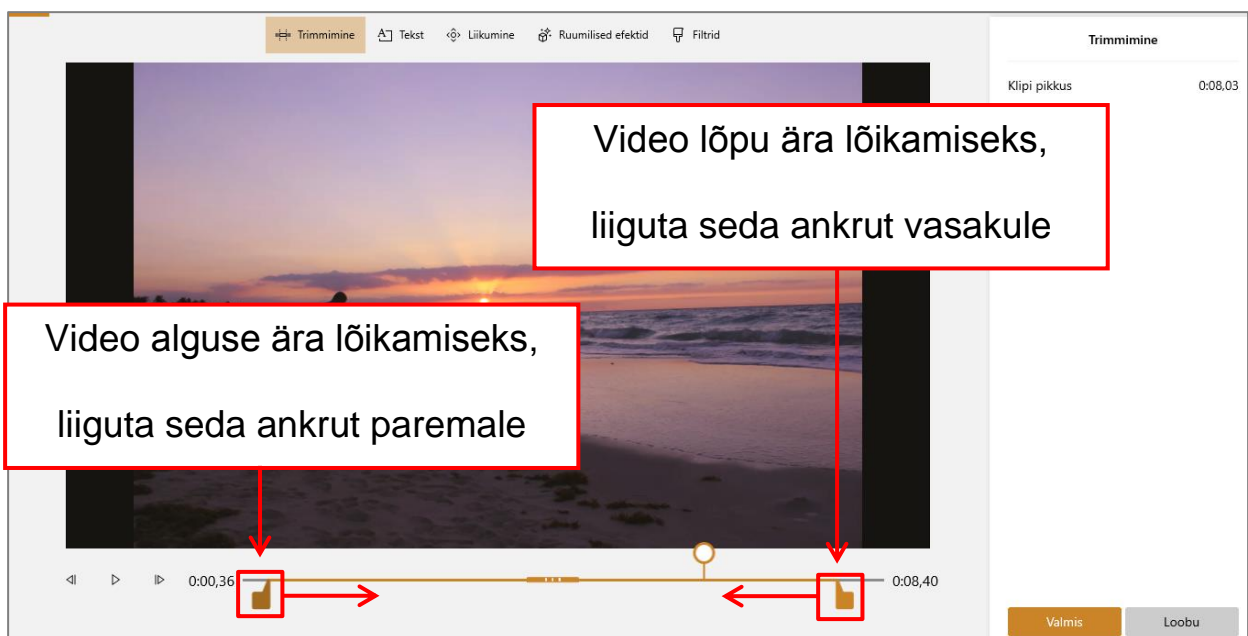 Trimmimine
Tekst
Liikumine
Ruumilised efektid
Filtrid
Trimmimine
Klipi pikkus 0:08,03
Video lõpu ära lõikamiseks,
liiguta seda ankrut vasakule
Video alguse ära lõikamiseks,
liiguta seda ankrut paremale
0:00,36
0:08,40
Valmis
Loobu